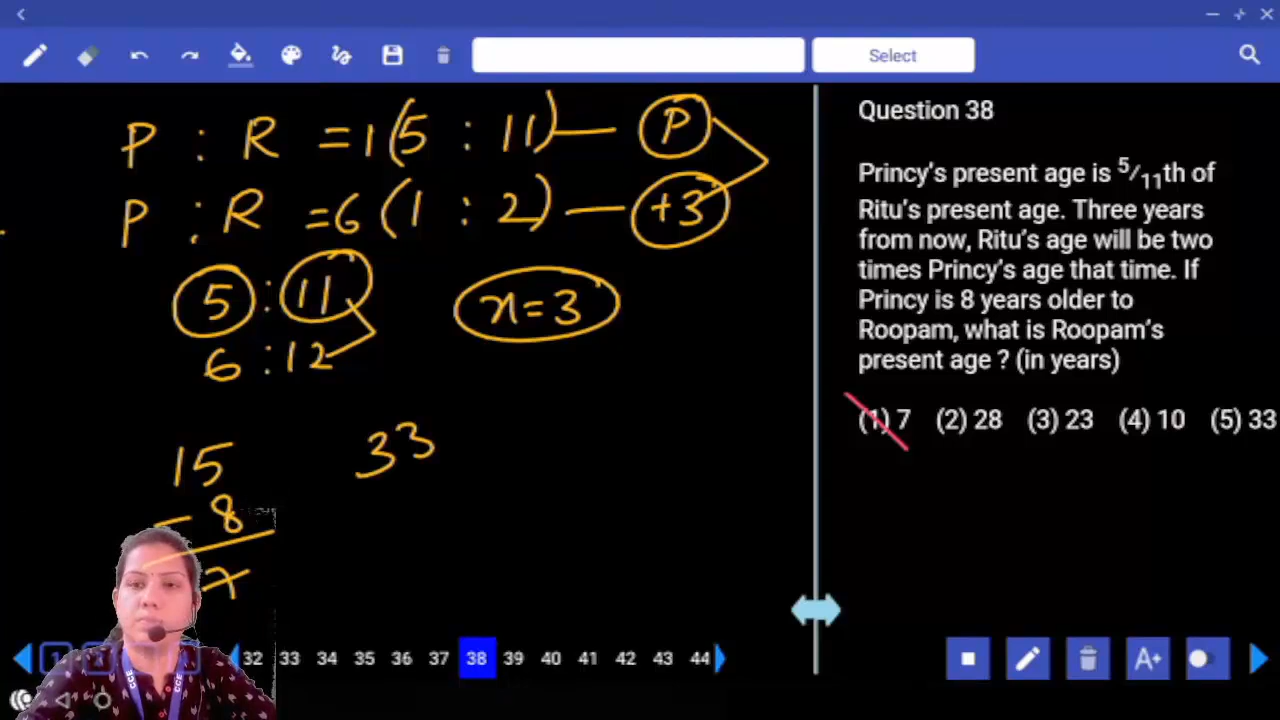 Select
P : R = 1 ( 5 : 11 ) — P
P : R = 6 ( 1 : 2 ) — +3
5 : 11
x = 3
6 : 12
15
33
- 8
7
Question 38
Princy's present age is 5/11th of
Ritu's present age. Three years
from now, Ritu's age will be two
times Princy's age that time. If
Princy is 8 years older to
Roopam, what is Roopam's
present age ? (in years)
(1) 7 (2) 28 (3) 23 (4) 10 (5) 33
32 33 34 35 36 37 38 39 40 41 42 43 44
A+
CCE